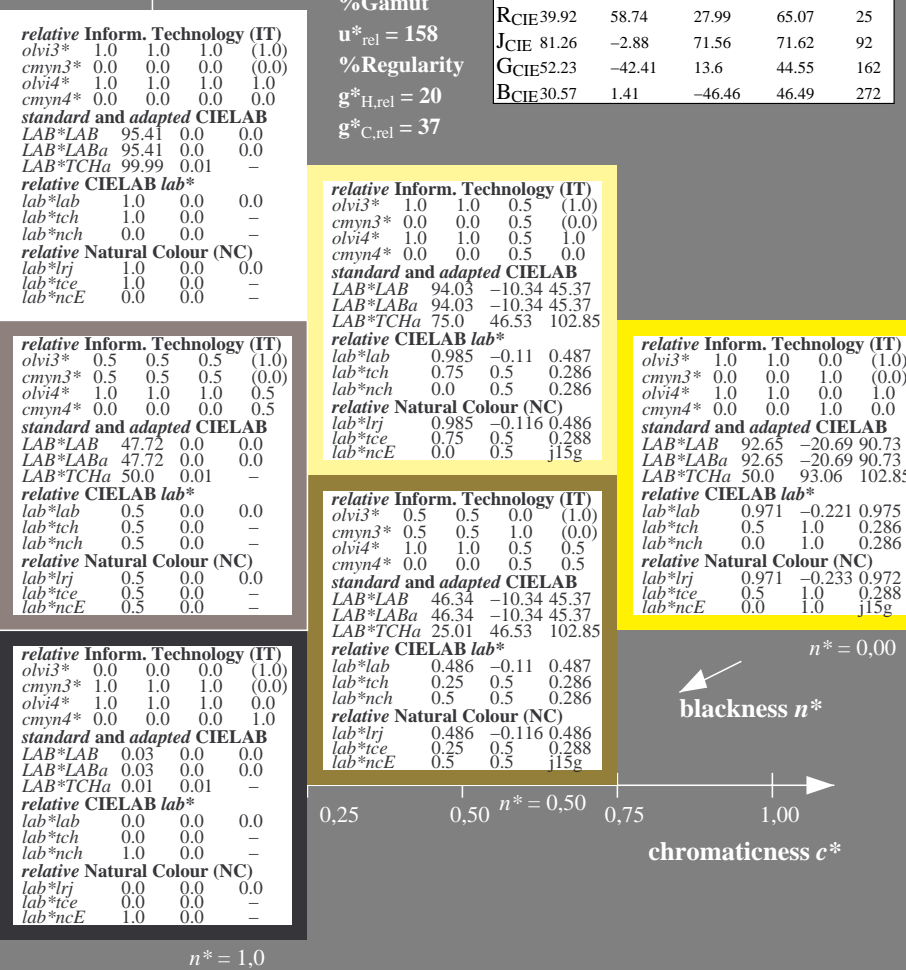 %Gamut
u*rel = 158
%Regularity
g*H,rel = 20
g*C,rel = 37
RCIE 39.92 58.74 27.99 65.07 25
JCIE 81.26 −2.88 71.56 71.62 92
GCIE 52.23 −42.41 13.6 44.55 162
BCIE 30.57 1.41 −46.46 46.49 272
relative Inform. Technology (IT)
olvi3* 1.0 1.0 1.0 (1.0)
cmyn3* 0.0 0.0 0.0 (0.0)
olvi4* 1.0 1.0 1.0 1.0
cmyn4* 0.0 0.0 0.0 0.0
standard and adapted CIELAB
LAB*LAB 95.41 0.0 0.0
LAB*LABa 95.41 0.0 0.0
LAB*TCHa 99.99 0.01 –
relative CIELAB lab*
lab*lab 1.0 0.0 0.0
lab*tch 1.0 0.0 –
lab*nch 0.0 0.0 –
relative Natural Colour (NC)
lab*lrj 1.0 0.0 0.0
lab*tce 1.0 0.0 –
lab*ncE 0.0 0.0 –
relative Inform. Technology (IT)
olvi3* 1.0 1.0 0.5 (1.0)
cmyn3* 0.0 0.0 0.5 (0.0)
olvi4* 1.0 1.0 0.5 1.0
cmyn4* 0.0 0.0 0.5 0.0
standard and adapted CIELAB
LAB*LAB 94.03 −10.34 45.37
LAB*LABa 94.03 −10.34 45.37
LAB*TCHa 75.0 46.53 102.85
relative CIELAB lab*
lab*lab 0.985 −0.11 0.487
lab*tch 0.75 0.5 0.286
lab*nch 0.0 0.5 0.286
relative Natural Colour (NC)
lab*lrj 0.985 −0.116 0.486
lab*tce 0.75 0.5 0.288
lab*ncE 0.0 0.5 j15g
relative Inform. Technology (IT)
olvi3* 0.5 0.5 0.5 (1.0)
cmyn3* 0.5 0.5 0.5 (0.0)
olvi4* 1.0 1.0 1.0 0.5
cmyn4* 0.0 0.0 0.0 0.5
standard and adapted CIELAB
LAB*LAB 47.72 0.0 0.0
LAB*LABa 47.72 0.0 0.0
LAB*TCHa 50.0 0.01 –
relative CIELAB lab*
lab*lab 0.5 0.0 0.0
lab*tch 0.5 0.0 –
lab*nch 0.5 0.0 –
relative Natural Colour (NC)
lab*lrj 0.5 0.0 0.0
lab*tce 0.5 0.0 –
lab*ncE 0.5 0.0 –
relative Inform. Technology (IT)
olvi3* 1.0 1.0 0.0 (1.0)
cmyn3* 0.0 0.0 1.0 (0.0)
olvi4* 1.0 1.0 0.0 1.0
cmyn4* 0.0 0.0 1.0 0.0
standard and adapted CIELAB
LAB*LAB 92.65 −20.69 90.73
LAB*LABa 92.65 −20.69 90.73
LAB*TCHa 50.0 93.06 102.85
relative CIELAB lab*
lab*lab 0.971 −0.221 0.975
lab*tch 0.5 1.0 0.286
lab*nch 0.0 1.0 0.286
relative Natural Colour (NC)
lab*lrj 0.971 −0.233 0.972
lab*tce 0.5 1.0 0.288
lab*ncE 0.0 1.0 j15g
relative Inform. Technology (IT)
olvi3* 0.5 0.5 0.0 (1.0)
cmyn3* 0.5 0.5 1.0 (0.0)
olvi4* 1.0 1.0 0.5 0.5
cmyn4* 0.0 0.0 0.5 0.5
standard and adapted CIELAB
LAB*LAB 46.34 −10.34 45.37
LAB*LABa 46.34 −10.34 45.37
LAB*TCHa 25.01 46.53 102.85
relative CIELAB lab*
lab*lab 0.486 −0.11 0.487
lab*tch 0.25 0.5 0.286
lab*nch 0.5 0.5 0.286
relative Natural Colour (NC)
lab*lrj 0.486 −0.116 0.486
lab*tce 0.25 0.5 0.288
lab*ncE 0.5 0.5 j15g
relative Inform. Technology (IT)
olvi3* 0.0 0.0 0.0 (1.0)
cmyn3* 1.0 1.0 1.0 (0.0)
olvi4* 1.0 1.0 1.0 0.0
cmyn4* 0.0 0.0 0.0 1.0
standard and adapted CIELAB
LAB*LAB 0.03 0.0 0.0
LAB*LABa 0.03 0.0 0.0
LAB*TCHa 0.01 0.01 –
relative CIELAB lab*
lab*lab 0.0 0.0 0.0
lab*tch 0.0 0.0 –
lab*nch 1.0 0.0 –
relative Natural Colour (NC)
lab*lrj 0.0 0.0 0.0
lab*tce 0.0 0.0 –
lab*ncE 1.0 0.0 –
n* = 0,00
blackness n*
n* = 0,50
0,25 0,50 0,75 1,00
chromaticness c*
n* = 1,0